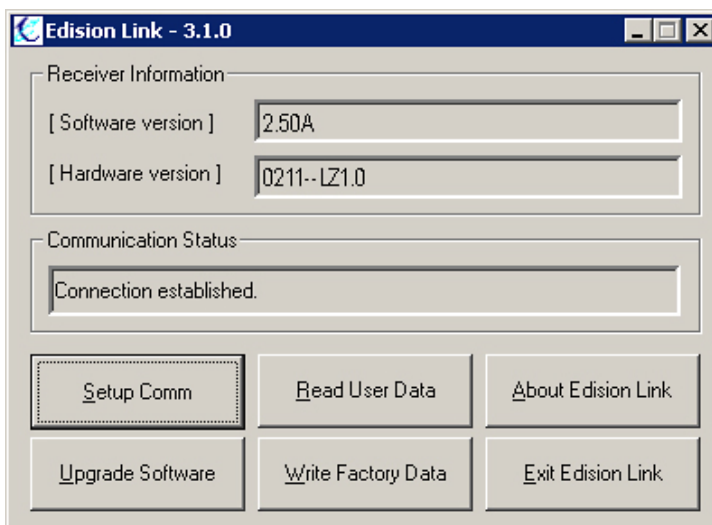 Edision Link - 3.1.0
Receiver Information
[ Software version ] 2.50A
[ Hardware version ] 0211--LZ1.0
Communication Status
Connection established.
Setup Comm Read User Data About Edision Link
Upgrade Software Write Factory Data Exit Edision Link